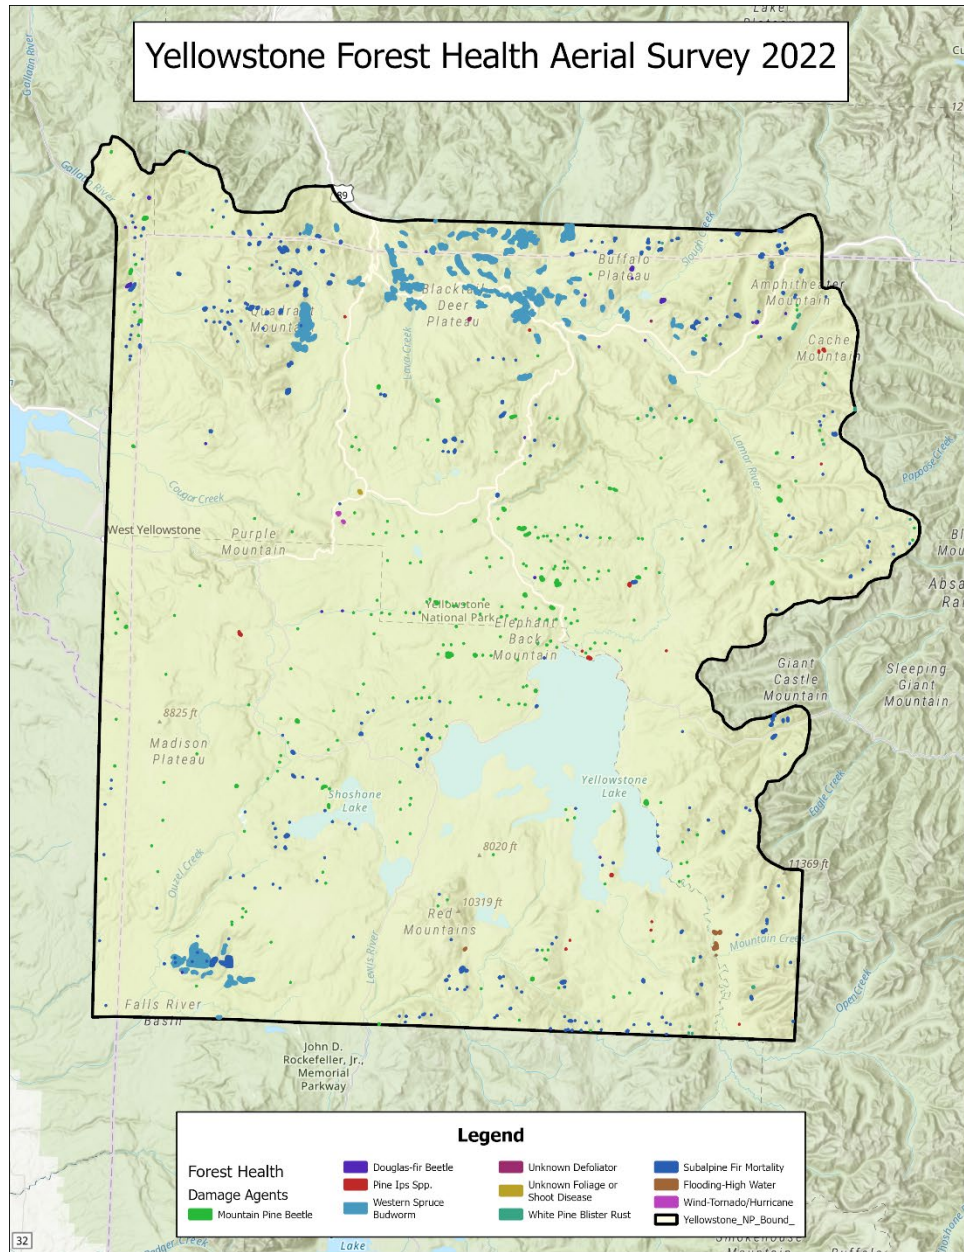 Lake
Plateau
Yellowstone Forest Health Aerial Survey 2022
Gallatin River
Gallatin River
89
Slough Creek
Buffalo
Plateau
Blacktail
Deer
Plateau
Amphitheater
Mountain
Quadrant
Mountain
Lava Creek
Cache
Mountain
Lamar River
Pappoose Creek
Cougar Creek
West Yellowstone
Purple
Mountain
Absa
Ra
Yellowstone
National Park
Elephant
Back
Mountain
Giant
Castle
Mountain
Sleeping
Giant
Mountain
8825 ft
Madison
Plateau
Yellowstone
Lake
Shoshone
Lake
Eagle Creek
8020 ft
11369 ft
Ouzel Creek
10319 ft
Red
Mountains
Mountain Creek
Lewis River
Open Creek
Falls River
Basin
John D.
Rockefeller, Jr.,
Memorial
Parkway
Legend
Forest Health
Damage Agents
Mountain Pine Beetle
Douglas-fir Beetle
Pine Ips Spp.
Western Spruce
Budworm
Unknown Defoliator
Unknown Foliage or
Shoot Disease
White Pine Blister Rust
Subalpine Fir Mortality
Flooding-High Water
Wind-Tornado/Hurricane
Yellowstone_NP_Bound_
32
Lake